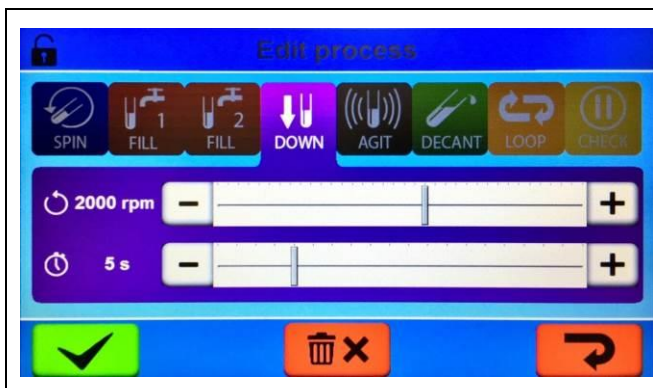 Edit process
SPIN
1
FILL
2
FILL
DOWN
AGIT
DECANT
LOOP
CHECK
2000 rpm − +
5 s − +